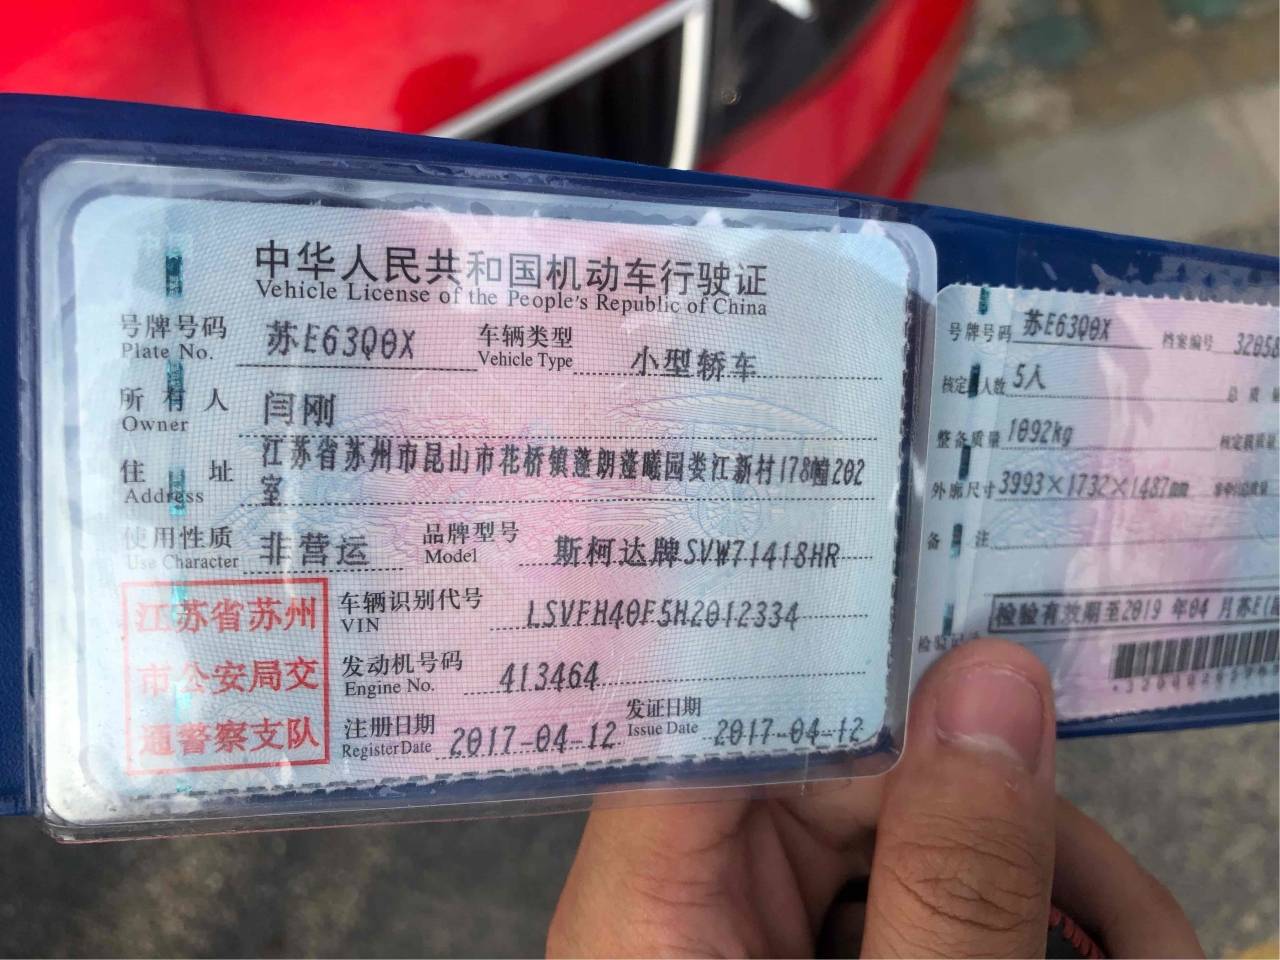 中华人民共和国机动车行驶证
Vehicle License of the People's Republic of China
号牌号码 苏E63Q0X 车辆类型 小型轿车
Plate No. Vehicle Type
所有人 闫刚
Owner
住址 江苏省苏州市昆山市花桥镇蓬朗蓬曦园娄江新村178幢202
Address 室
使用性质 非营运 品牌型号 斯柯达牌SVW71418HR
Use Character Model
江苏省苏州
市公安局交
通警察支队
车辆识别代号 LSVFH40F5H2012334
VIN
发动机号码 413464
Engine No.
注册日期 2017-04-12 发证日期 2017-04-12
Register Date Issue Date
号牌号码 苏E63Q0X 档案编号 3205
核定载人数 5人 总质
整备质量 1092kg 核定载质量
外廓尺寸 3993×1732×1487mm
备注
检验有效期至2019年04月苏E
检验